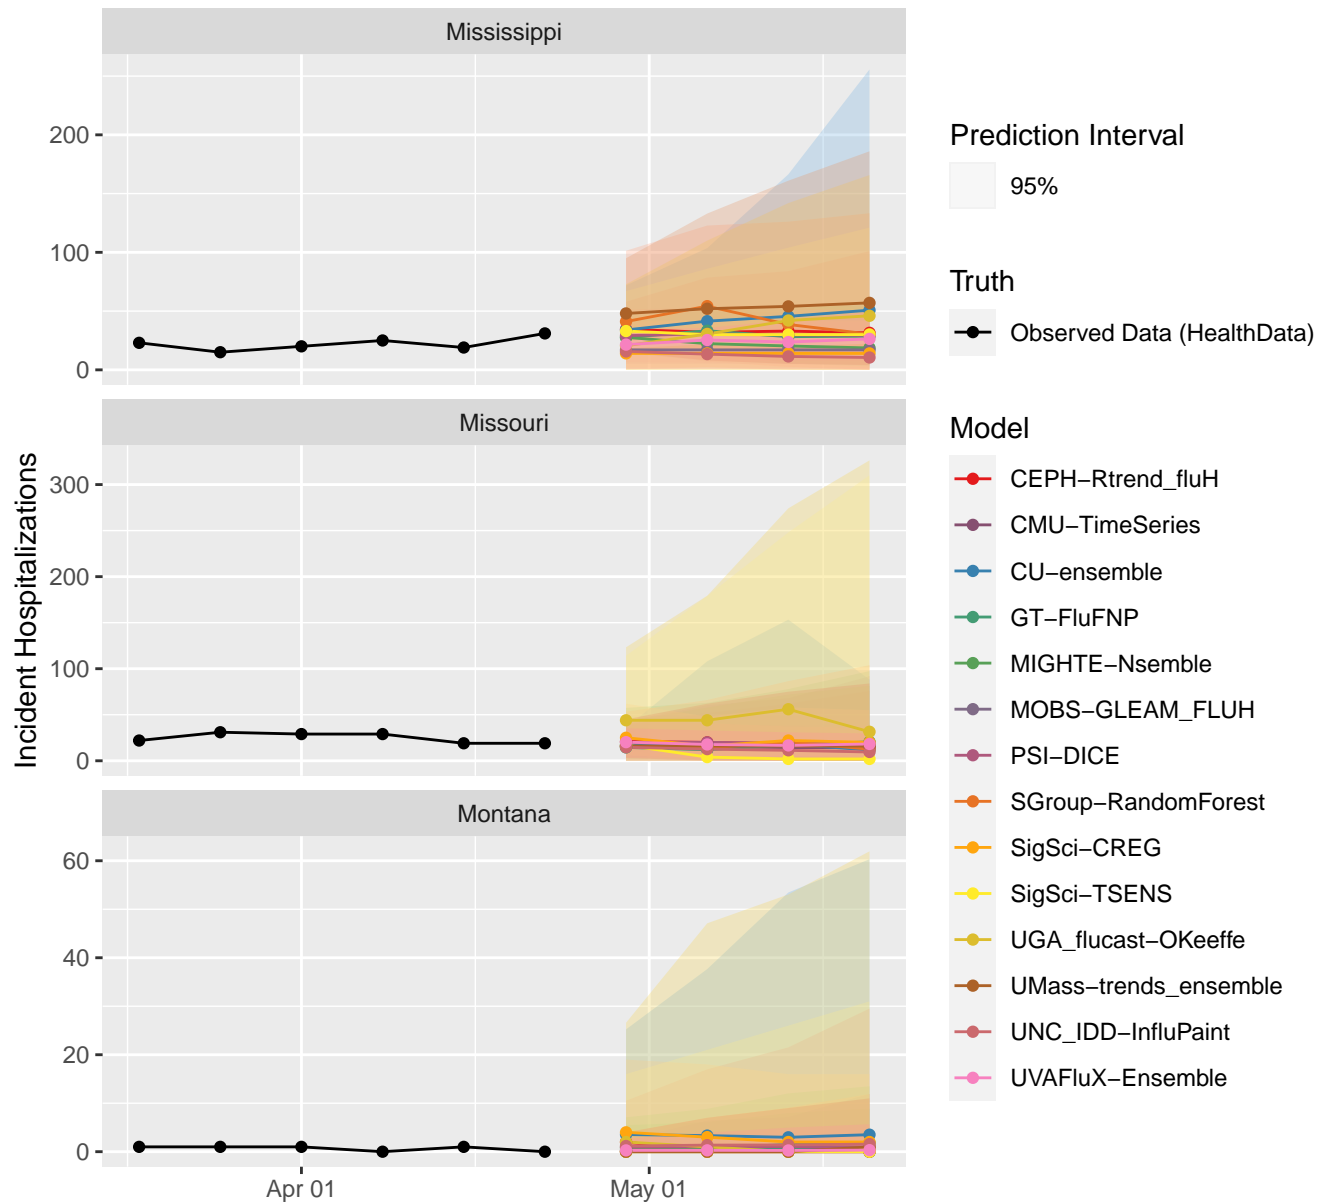 Mississippi
200
100
0
Missouri
300
200
100
0
Montana
60
40
20
0
Apr 01
May 01
Incident Hospitalizations
Prediction Interval
95%
Truth
Observed Data (HealthData)
Model
CEPH−Rtrend_fluH
CMU−TimeSeries
CU−ensemble
GT−FluFNP
MIGHTE−Nsemble
MOBS−GLEAM_FLUH
PSI−DICE
SGroup−RandomForest
SigSci−CREG
SigSci−TSENS
UGA_flucast−OKeeffe
UMass−trends_ensemble
UNC_IDD−InfluPaint
UVAFluX−Ensemble